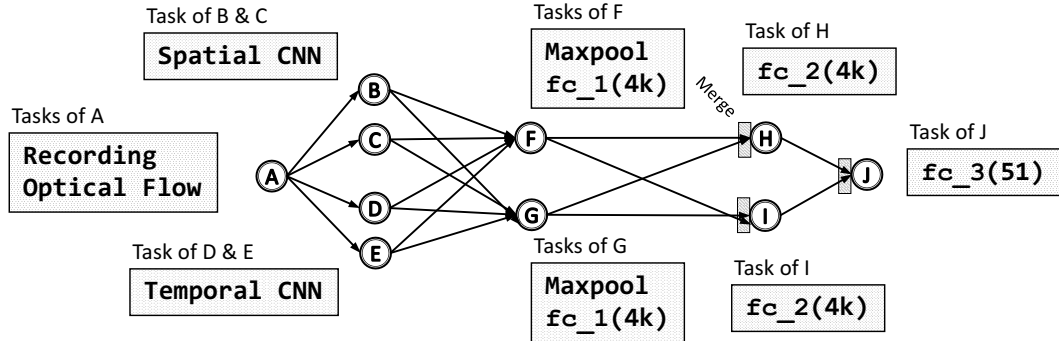 Task of B & C
Spatial CNN
Tasks of F
Maxpool
fc_1(4k)
Task of H
fc_2(4k)
Merge
Tasks of A
Recording
Optical Flow
A
B
C
D
E
F
G
H
I
J
Task of J
fc_3(51)
Task of D & E
Temporal CNN
Tasks of G
Maxpool
fc_1(4k)
Task of I
fc_2(4k)